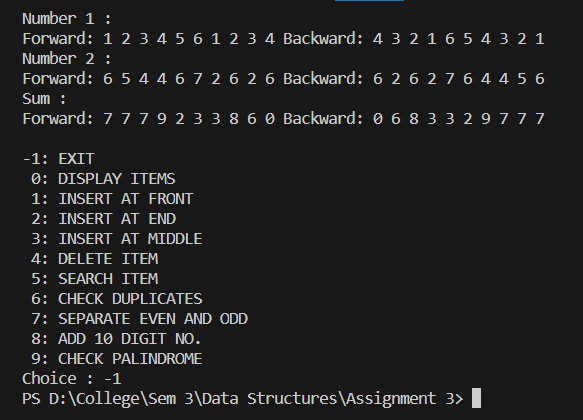 Number 1 :
Forward: 1 2 3 4 5 6 1 2 3 4 Backward: 4 3 2 1 6 5 4 3 2 1
Number 2 :
Forward: 6 5 4 4 6 7 2 6 2 6 Backward: 6 2 6 2 7 6 4 4 5 6
Sum :
Forward: 7 7 7 9 2 3 3 8 6 0 Backward: 0 6 8 3 3 2 9 7 7 7
-1: EXIT
0: DISPLAY ITEMS
1: INSERT AT FRONT
2: INSERT AT END
3: INSERT AT MIDDLE
4: DELETE ITEM
5: SEARCH ITEM
6: CHECK DUPLICATES
7: SEPARATE EVEN AND ODD
8: ADD 10 DIGIT NO.
9: CHECK PALINDROME
Choice : -1
PS D:\College\Sem 3\Data Structures\Assignment 3>